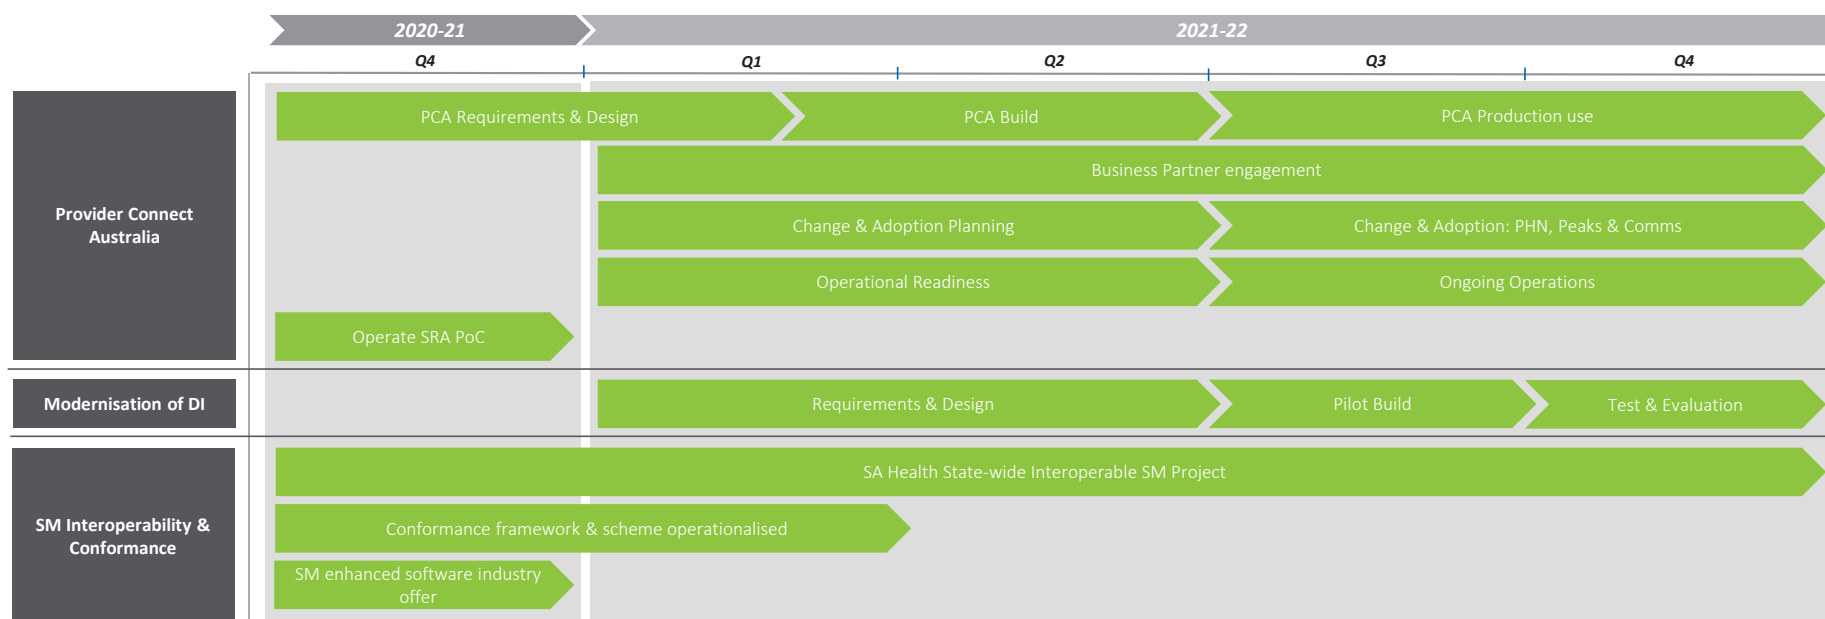 2020-21
2021-22
Q4
Q1
Q2
Q3
Q4
Provider Connect
Australia
PCA Requirements & Design
PCA Build
PCA Production use
Business Partner engagement
Change & Adoption Planning
Change & Adoption: PHN, Peaks & Comms
Operational Readiness
Ongoing Operations
Operate SRA PoC
Modernisation of DI
Requirements & Design
Pilot Build
Test & Evaluation
SM Interoperability &
Conformance
SA Health State-wide Interoperable SM Project
Conformance framework & scheme operationalised
SM enhanced software industry
offer